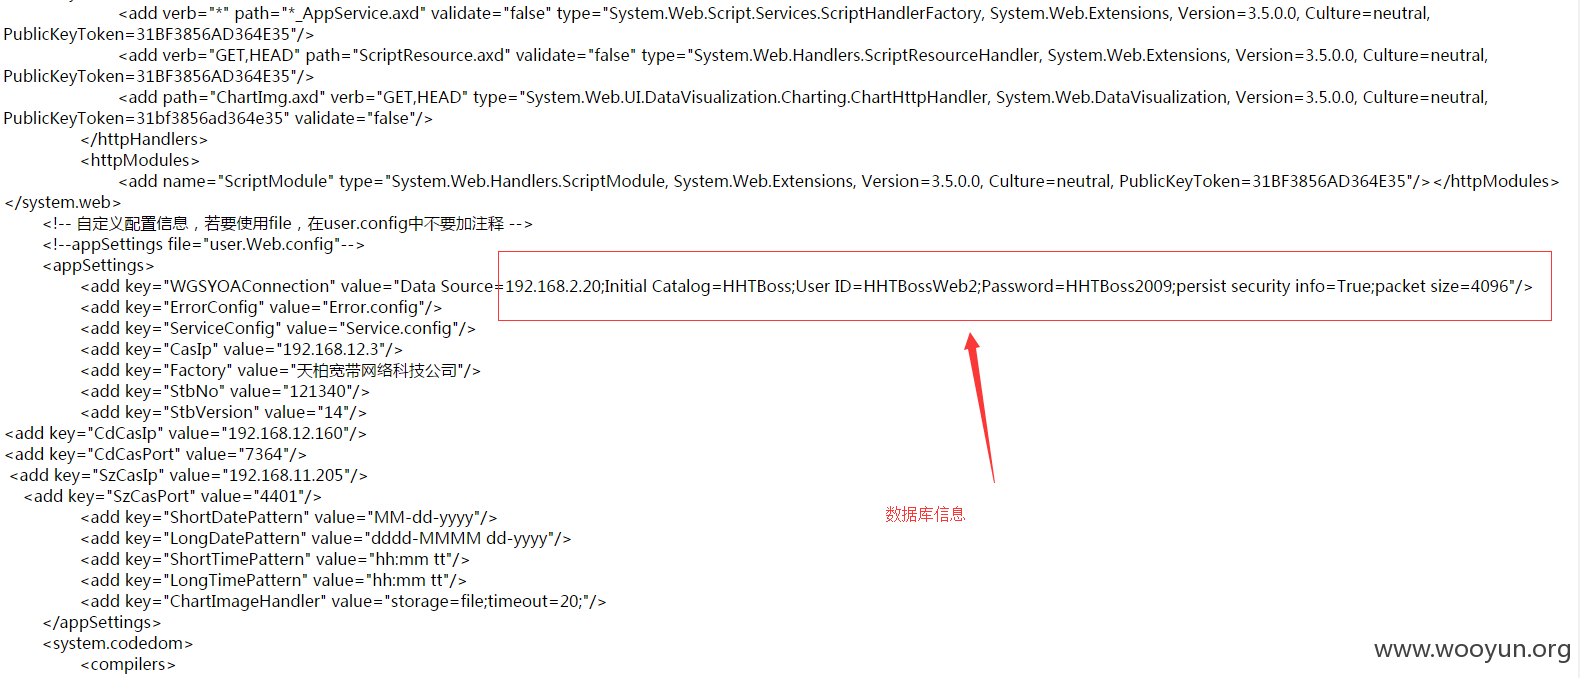 <add verb="*" path="*_AppService.axd" validate="false" type="System.Web.Script.Services.ScriptHandlerFactory, System.Web.Extensions, Version=3.5.0.0, Culture=neutral,
PublicKeyToken=31BF3856AD364E35"/>
<add verb="GET,HEAD" path="ScriptResource.axd" validate="false" type="System.Web.Handlers.ScriptResourceHandler, System.Web.Extensions, Version=3.5.0.0, Culture=neutral,
PublicKeyToken=31BF3856AD364E35"/>
<add path="ChartImg.axd" verb="GET,HEAD" type="System.Web.UI.DataVisualization.Charting.ChartHttpHandler, System.Web.DataVisualization, Version=3.5.0.0, Culture=neutral,
PublicKeyToken=31bf3856ad364e35" validate="false"/>
</httpHandlers>
<httpModules>
<add name="ScriptModule" type="System.Web.Handlers.ScriptModule, System.Web.Extensions, Version=3.5.0.0, Culture=neutral, PublicKeyToken=31BF3856AD364E35"/></httpModules>
</system.web>
<!-- 自定义配置信息，若要使用file，在user.config中不要加注释 -->
<!--appSettings file="user.Web.config"-->
<appSettings>
<add key="WGSYOAConnection" value="Data Source=192.168.2.20;Initial Catalog=HHTBoss;User ID=HHTBossWeb2;Password=HHTBoss2009;persist security info=True;packet size=4096"/>
<add key="ErrorConfig" value="Error.config"/>
<add key="ServiceConfig" value="Service.config"/>
<add key="CasIp" value="192.168.12.3"/>
<add key="Factory" value="天柏宽带网络科技公司"/>
<add key="StbNo" value="121340"/>
<add key="StbVersion" value="14"/>
<add key="CdCasIp" value="192.168.12.160"/>
<add key="CdCasPort" value="7364"/>
<add key="SzCasIp" value="192.168.11.205"/>
<add key="SzCasPort" value="4401"/>
<add key="ShortDatePattern" value="MM-dd-yyyy"/>
<add key="LongDatePattern" value="dddd-MMMM dd-yyyy"/>
<add key="ShortTimePattern" value="hh:mm tt"/>
<add key="LongTimePattern" value="hh:mm tt"/>
<add key="ChartImageHandler" value="storage=file;timeout=20;"/>
</appSettings>
<system.codedom>
<compilers>
数据库信息
www.wooyun.org